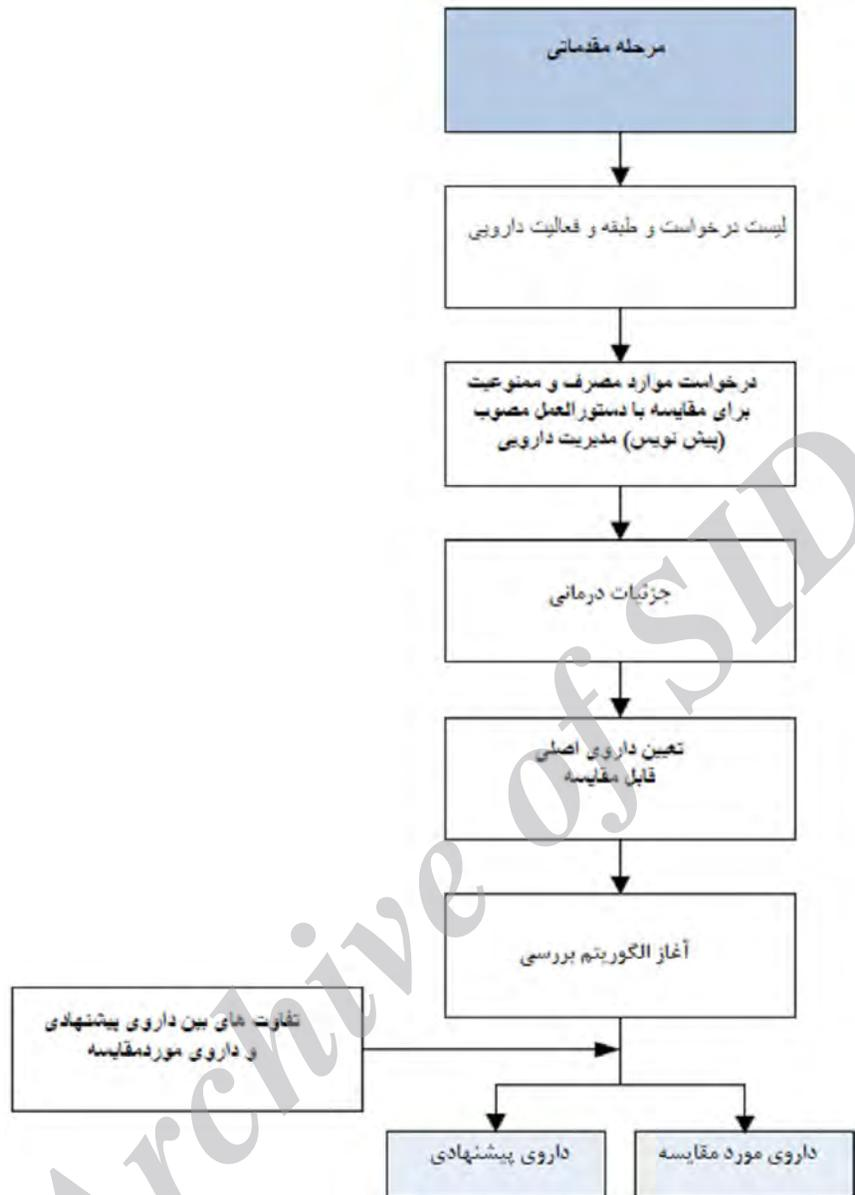 مرحله مقدماتی
لیست درخواست و طبقه و فعالیت دارویی
درخواست موارد مصرف و ممنوعیت
برای مقایسه با دستورالعمل مصوب
(پیش نویس) مدیریت دارویی
جزئیات درمانی
تعیین داروی اصلی
قابل مقایسه
آغاز الگوریتم بررسی
تفاوت های بین داروی پیشنهادی
و داروی موردمقایسه
داروی مورد مقایسه
داروی پیشنهادی
Archive of SID